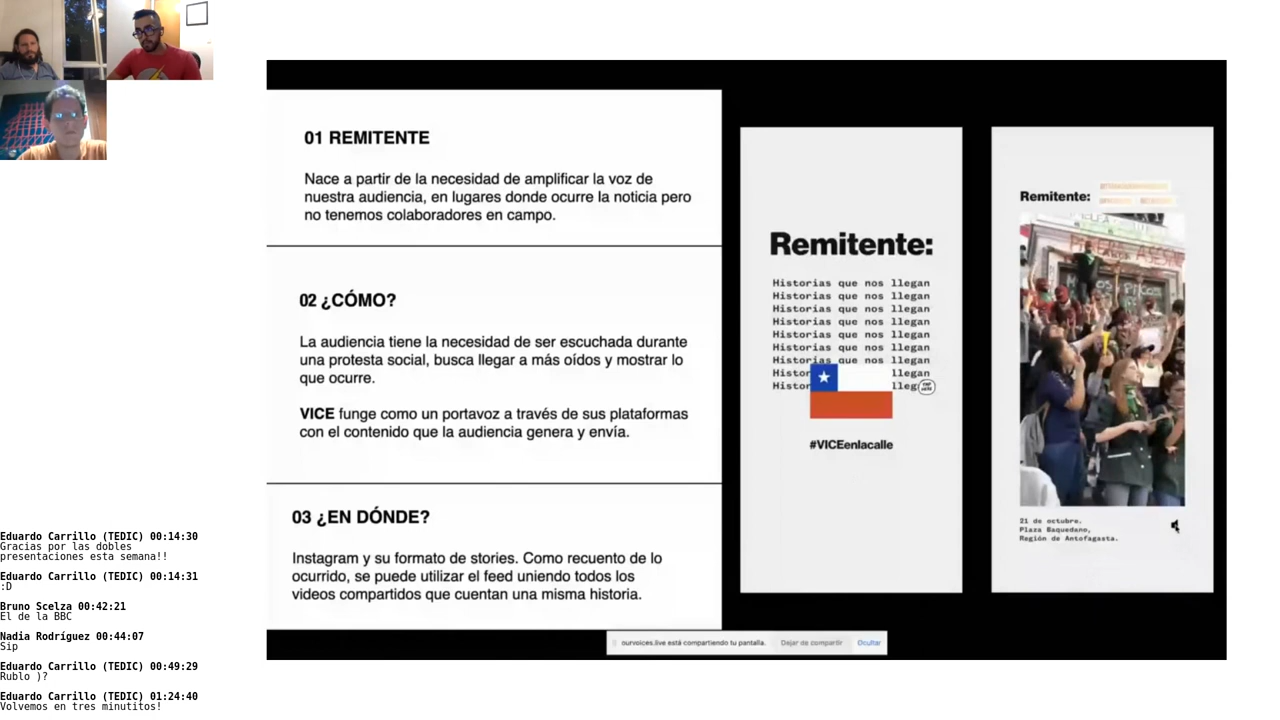 01 REMITENTE
Nace a partir de la necesidad de amplificar la voz de
nuestra audiencia, en lugares donde ocurre la noticia pero
no tenemos colaboradores en campo.
02 ¿CÓMO?
La audiencia tiene la necesidad de ser escuchada durante
una protesta social, busca llegar a más oídos y mostrar lo
que ocurre.
VICE funge como un portavoz a través de sus plataformas
con el contenido que la audiencia genera y envía.
03 ¿EN DÓNDE?
Instagram y su formato de stories. Como recuento de lo
ocurrido, se puede utilizar el feed uniendo todos los
videos compartidos que cuentan una misma historia.
Remitente:
Historias que nos llegan
Historias que nos llegan
Historias que nos llegan
Historias que nos llegan
Historias que nos llegan
Historias que nos llegan
Historias que nos llegan
Histor llegan
Histor lleg
#VICEenlacalle
Remitente:
21 de octubre.
Plaza Baquedano,
Región de Antofagasta.
ourvoices.live está compartiendo tu pantalla. Dejar de compartir Ocultar
Eduardo Carrillo (TEDIC) 00:14:30
Gracias por las dobles
presentaciones esta semana!!
Eduardo Carrillo (TEDIC) 00:14:31
:D
Bruno Scelza 00:42:21
El de la BBC
Nadia Rodríguez 00:44:07
Sip
Eduardo Carrillo (TEDIC) 00:49:29
Rublo )?
Eduardo Carrillo (TEDIC) 01:24:40
Volvemos en tres minutitos!